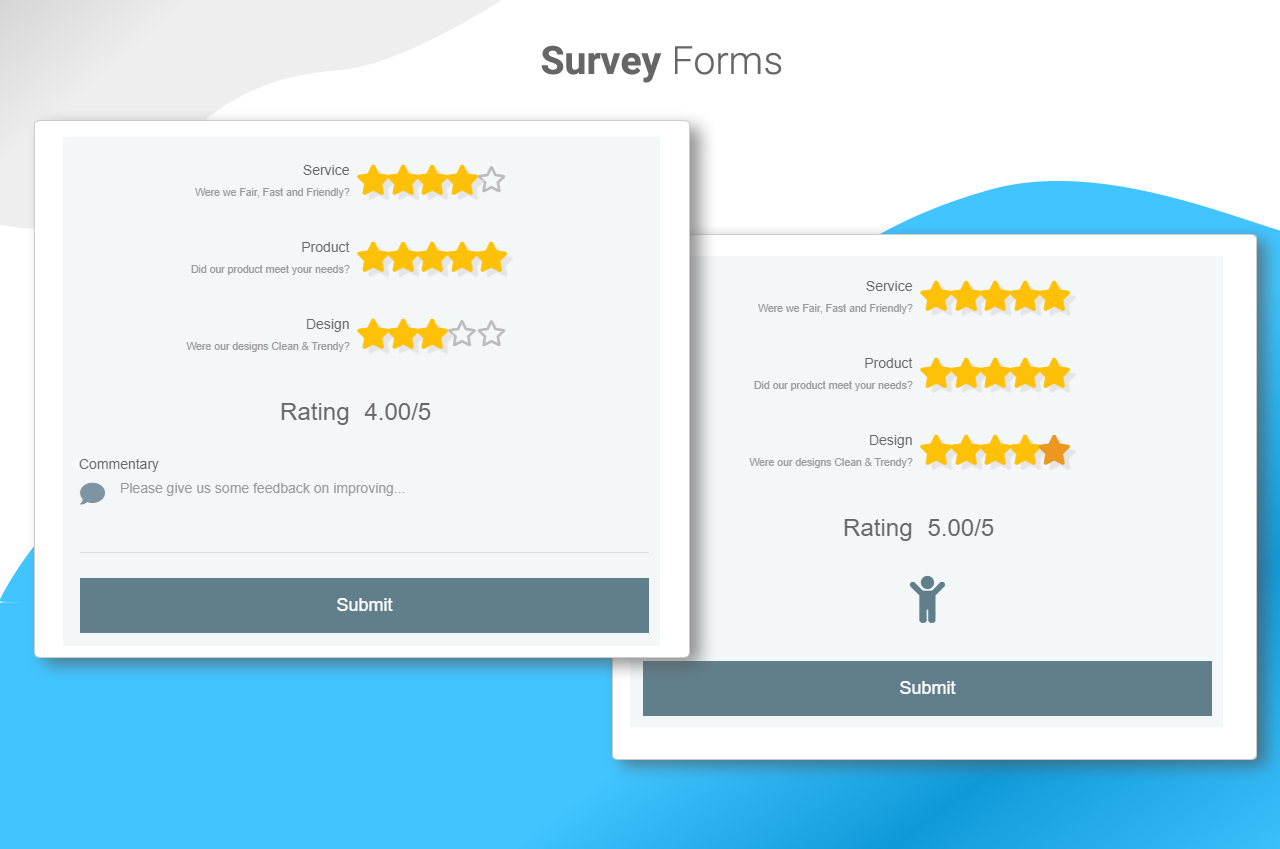 Survey Forms
Service
Were we Fair, Fast and Friendly?
Product
Did our product meet your needs?
Design
Were our designs Clean & Trendy?
Rating 4.00/5
Commentary
Please give us some feedback on improving...
Submit
Service
Were we Fair, Fast and Friendly?
Product
Did our product meet your needs?
Design
Were our designs Clean & Trendy?
Rating 5.00/5
Submit